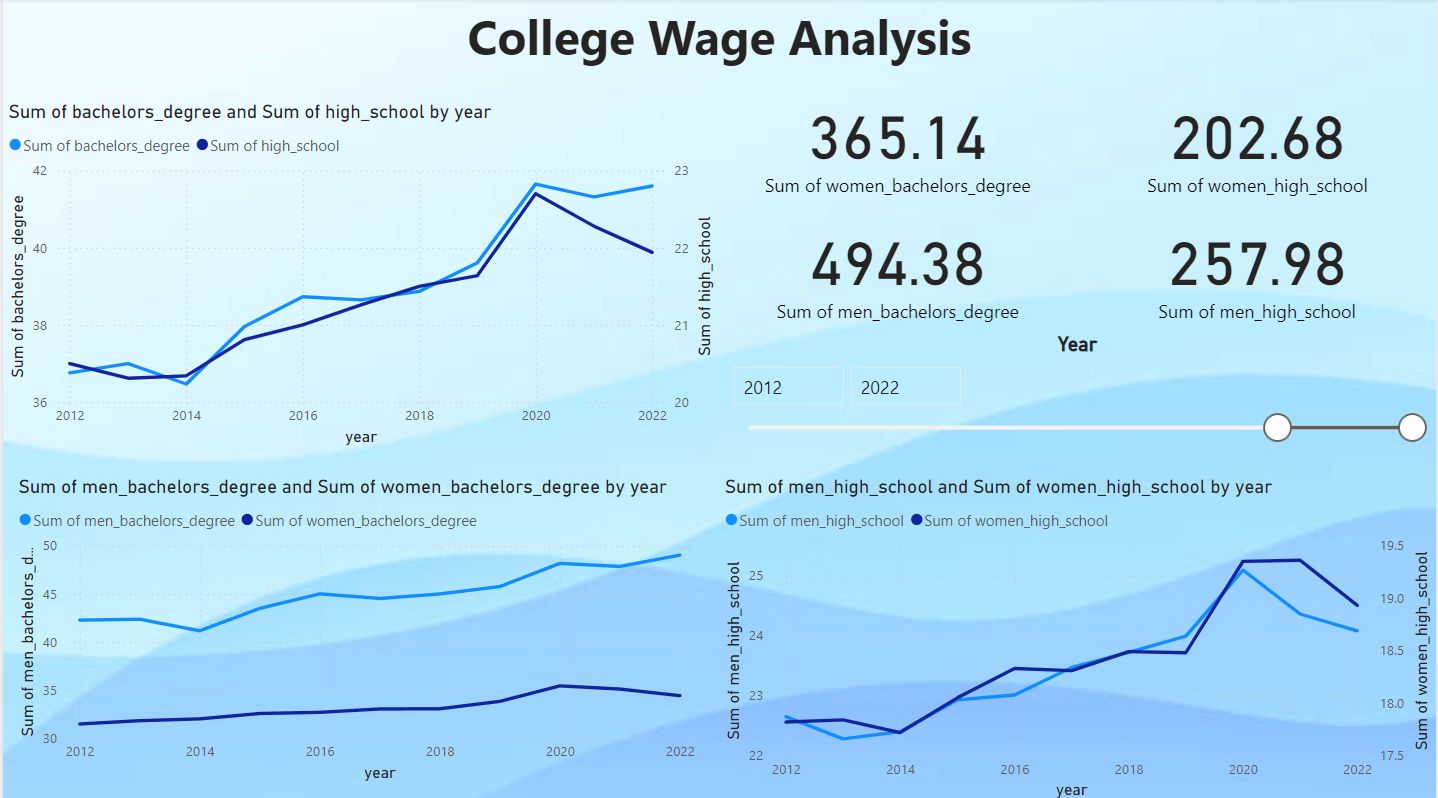 College Wage Analysis
Sum of bachelors_degree and Sum of high_school by year
Sum of bachelors_degree Sum of high_school
Sum of bachelors_degree
42
40
38
36
23
22
21
20
Sum of high_school
2012 2014 2016 2018 2020 2022
year
365.14
Sum of women_bachelors_degree
202.68
Sum of women_high_school
494.38
Sum of men_bachelors_degree
257.98
Sum of men_high_school
Year
2012 2022
Sum of men_bachelors_degree and Sum of women_bachelors_degree by year
Sum of men_bachelors_degree Sum of women_bachelors_degree
Sum of men_bachelors_d...
50
45
40
35
30
2012 2014 2016 2018 2020 2022
year
Sum of men_high_school and Sum of women_high_school by year
Sum of men_high_school Sum of women_high_school
Sum of men_high_school
25
24
23
22
19.5
19.0
18.5
18.0
17.5
Sum of women_high_school
2012 2014 2016 2018 2020 2022
year